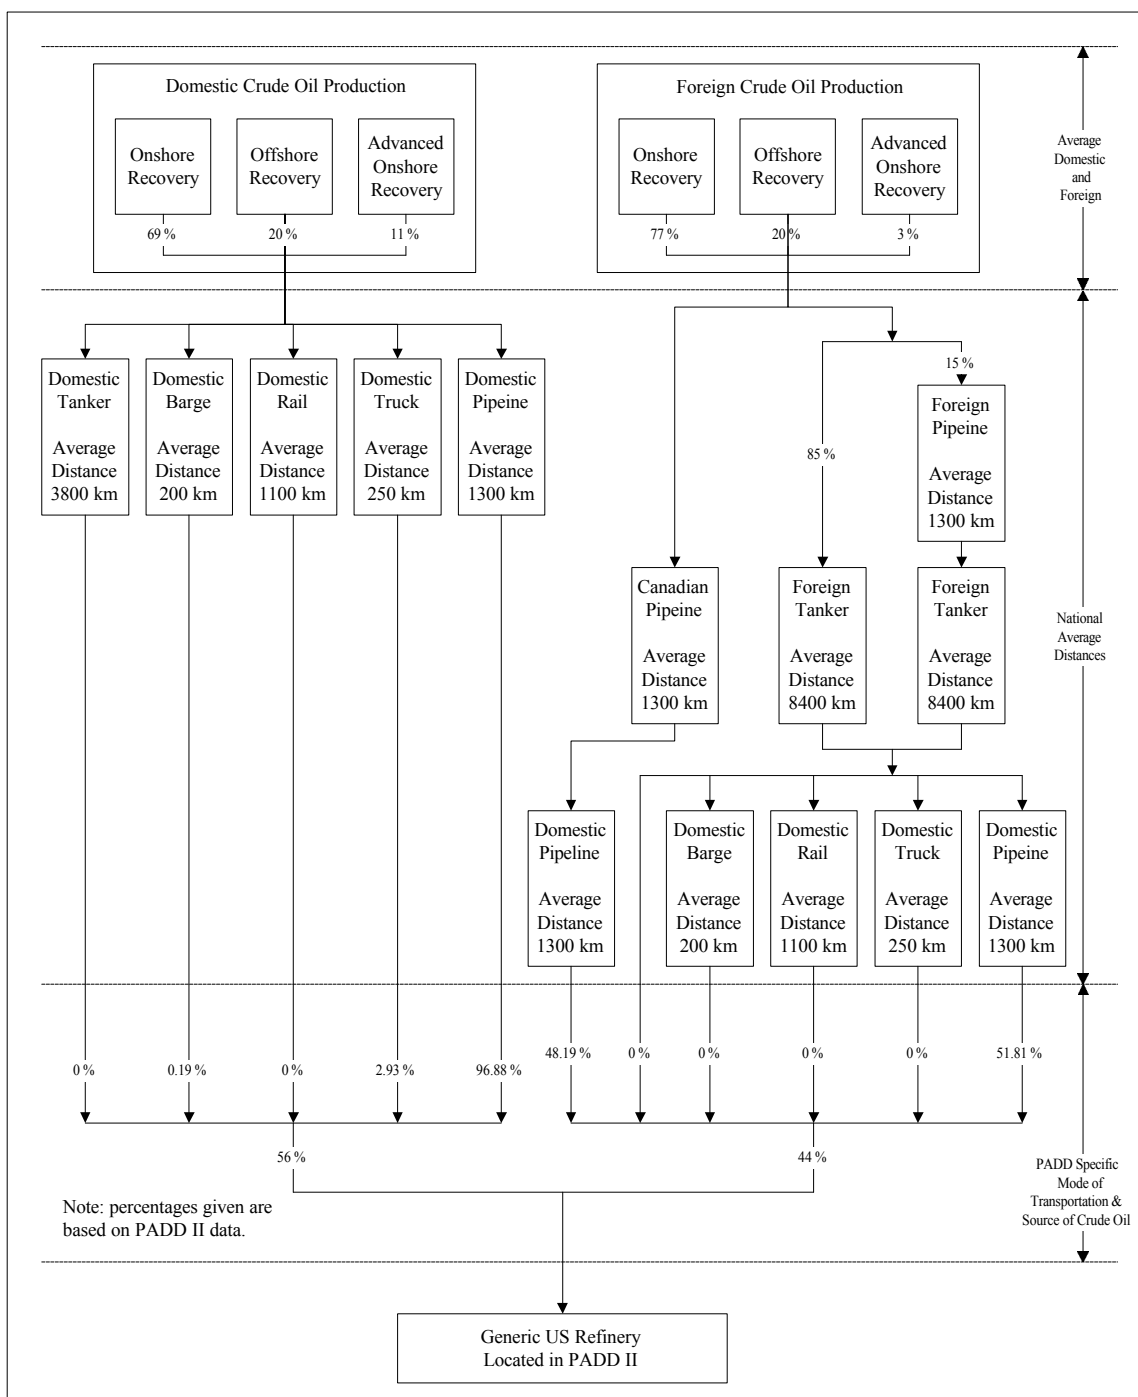 Domestic Crude Oil Production
Onshore
Recovery
Offshore
Recovery
Advanced
Onshore
Recovery
69 %
20 %
11 %
Foreign Crude Oil Production
Onshore
Recovery
Offshore
Recovery
Advanced
Onshore
Recovery
77 %
20 %
3 %
Average
Domestic
and
Foreign
Domestic
Tanker
Average
Distance
3800 km
Domestic
Barge
Average
Distance
200 km
Domestic
Rail
Average
Distance
1100 km
Domestic
Truck
Average
Distance
250 km
Domestic
Pipeine
Average
Distance
1300 km
85 %
15 %
Foreign
Pipeine
Average
Distance
1300 km
Canadian
Pipeine
Average
Distance
1300 km
Foreign
Tanker
Average
Distance
8400 km
Foreign
Tanker
Average
Distance
8400 km
National
Average
Distances
Domestic
Pipeline
Average
Distance
1300 km
Domestic
Barge
Average
Distance
200 km
Domestic
Rail
Average
Distance
1100 km
Domestic
Truck
Average
Distance
250 km
Domestic
Pipeine
Average
Distance
1300 km
0 %
0.19 %
0 %
2.93 %
96.88 %
48.19 %
0 %
0 %
0 %
0 %
51.81 %
56 %
44 %
PADD Specific
Mode of
Transportation &
Source of Crude Oil
Note: percentages given are
based on PADD II data.
Generic US Refinery
Located in PADD II